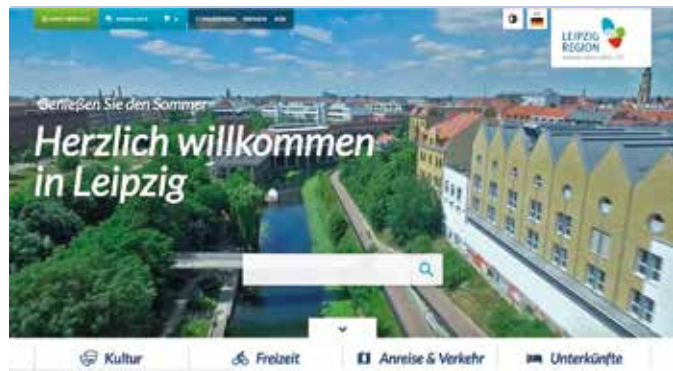 Genießen Sie den Sommer
Herzlich willkommen
in Leipzig
LEIPZIG
REGION
Kultur
Freizeit
Anreise & Verkehr
Unterkünfte